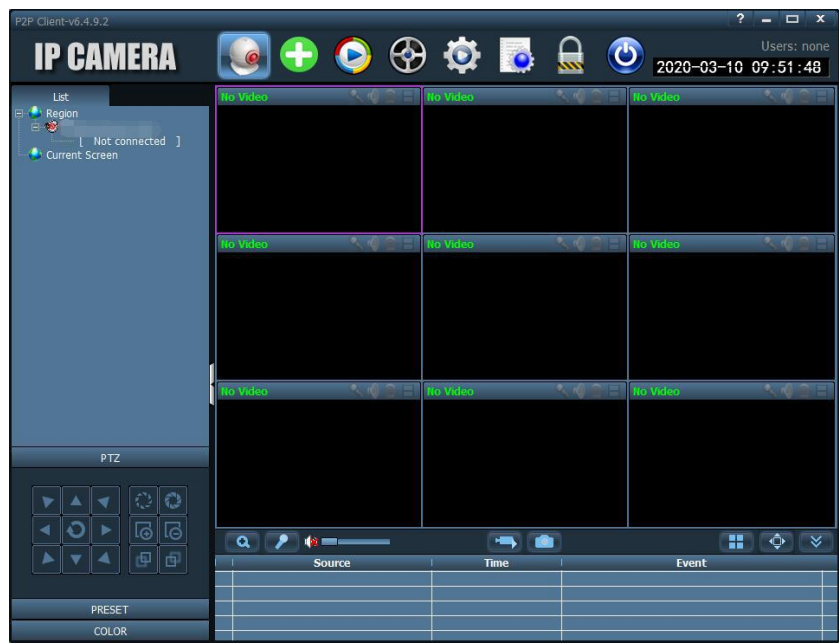 P2P Client-v6.4.9.2
IP CAMERA
Users: none
2020-03-10 09:51:48
List
Region
[ Not connected ]
Current Screen
No Video
No Video
No Video
No Video
No Video
No Video
No Video
No Video
No Video
PTZ
PRESET
COLOR
Source Time Event